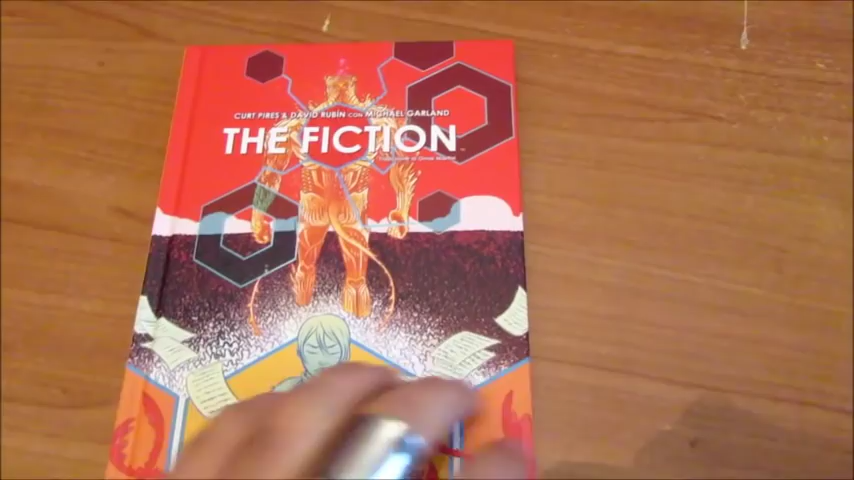 CURT PIRES & DAVID RUBÍN CON MICHAEL GARLAND
THE FICTION